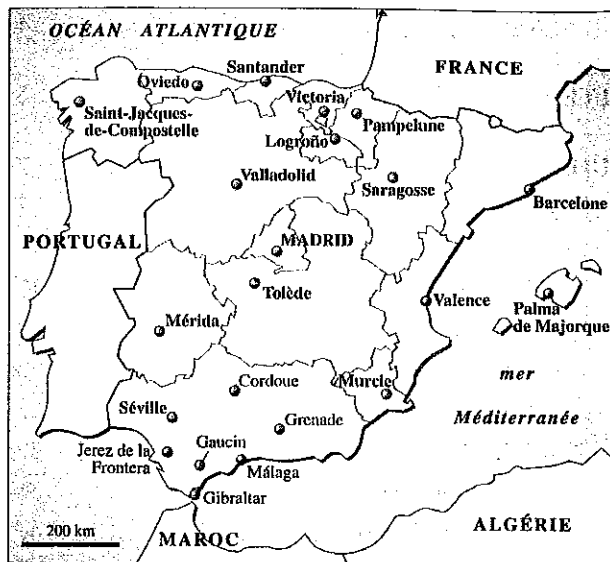 OCÉAN ATLANTIQUE
FRANCE
Santander
Oviedo
Victoria
Saint-Jacques-
de-Compostelle
Pampelune
Logroño
Valladolid
Saragosse
Barcelone
PORTUGAL
MADRID
Tolède
Valence
Palma
de Majorque
Mérida
mer
Méditerranée
Cordoue
Murcie
Séville
Grenade
Jerez de la
Frontera
Gaucin
Málaga
Gibraltar
200 km
MAROC
ALGÉRIE